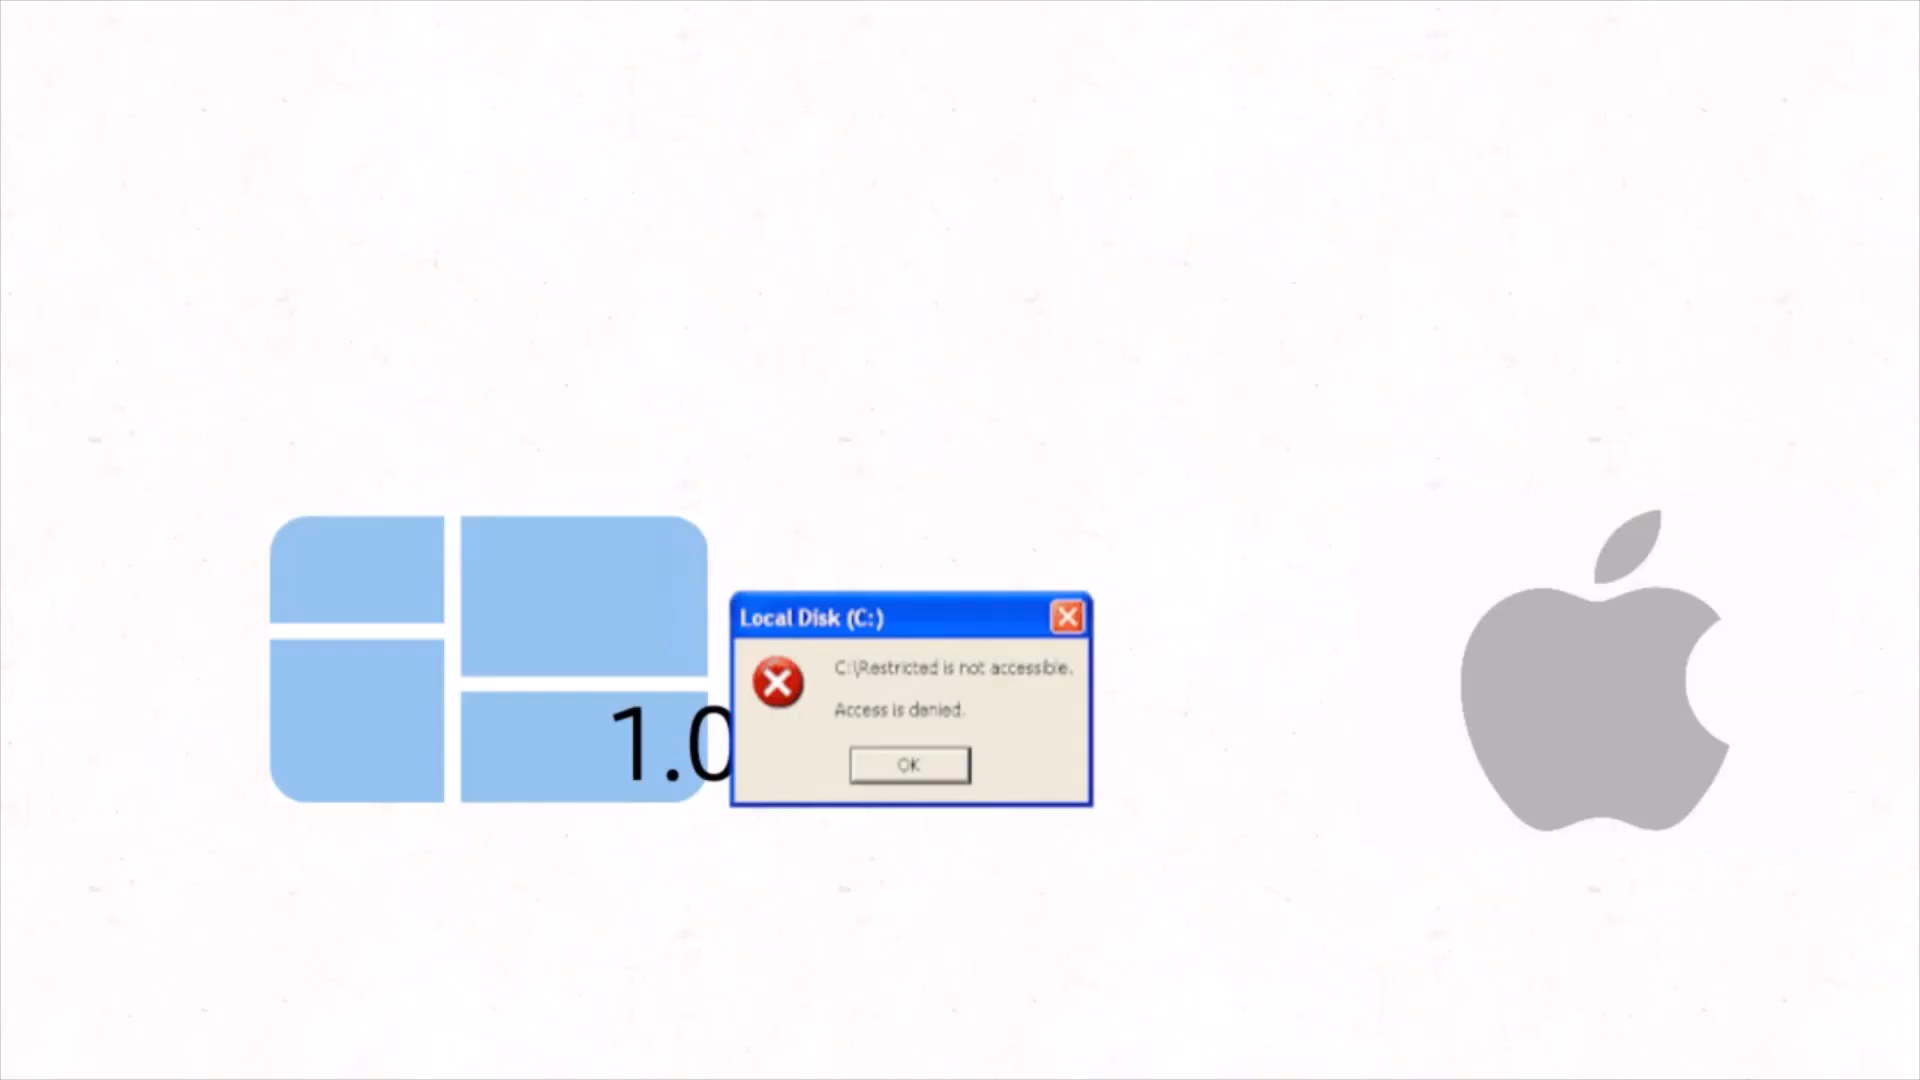 Local Disk (C:)
C:\Restricted is not accessible.
Access is denied.
OK
1.0